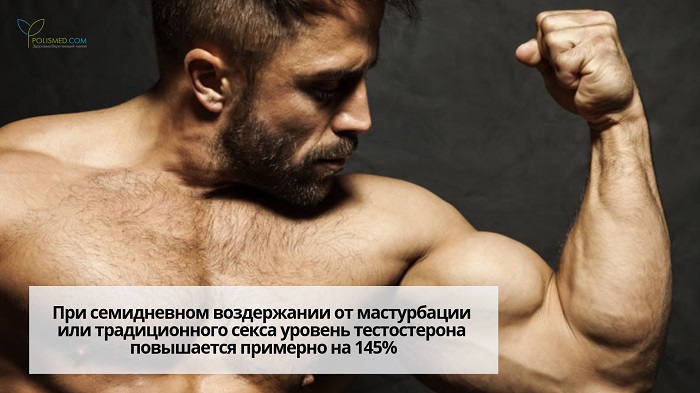 POLISMED.COM
При семидневном воздержании от мастурбации
или традиционного секса уровень тестостерона
повышается примерно на 145%